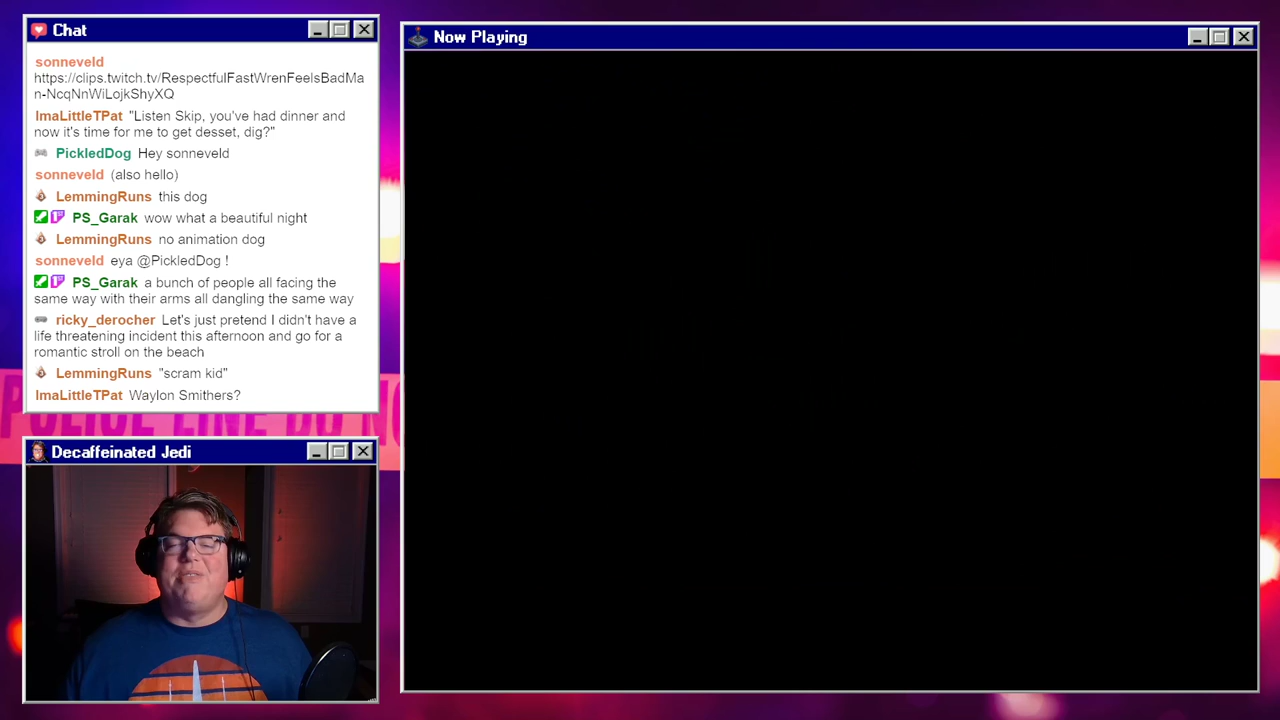 Chat
sonneveld
https://clips.twitch.tv/RespectfulFastWrenFeelsBadMa
n-NcqNnWiLojkShyXQ
ImaLittleTPat "Listen Skip, you've had dinner and
now it's time for me to get desset, dig?"
PickledDog Hey sonneveld
sonneveld (also hello)
LemmingRuns this dog
PS_Garak wow what a beautiful night
LemmingRuns no animation dog
sonneveld eya @PickledDog !
PS_Garak a bunch of people all facing the
same way with their arms all dangling the same way
ricky_derocher Let's just pretend I didn't have a
life threatening incident this afternoon and go for a
romantic stroll on the beach
LemmingRuns "scram kid"
ImaLittleTPat Waylon Smithers?
Now Playing
POLICE LINE DO NO
Decaffeinated Jedi